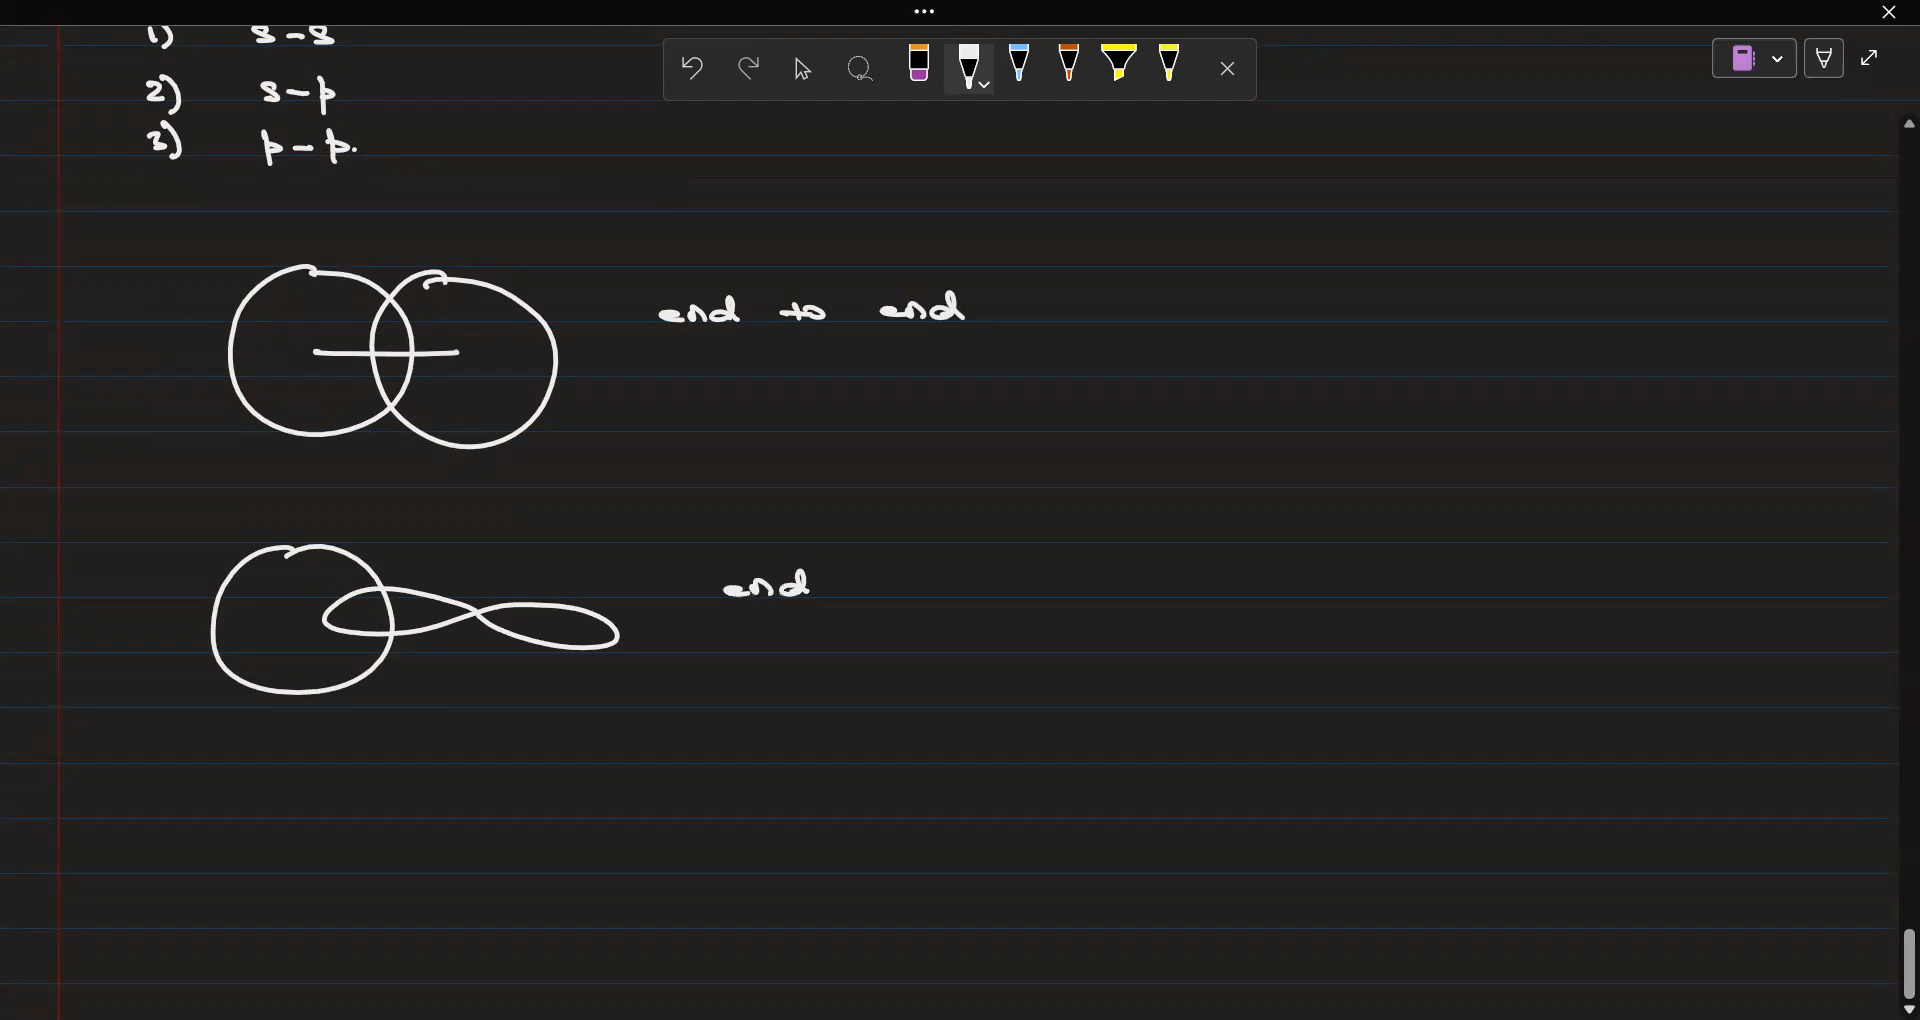 1) s-s
2) s-p
3) p-p.
end to end
end